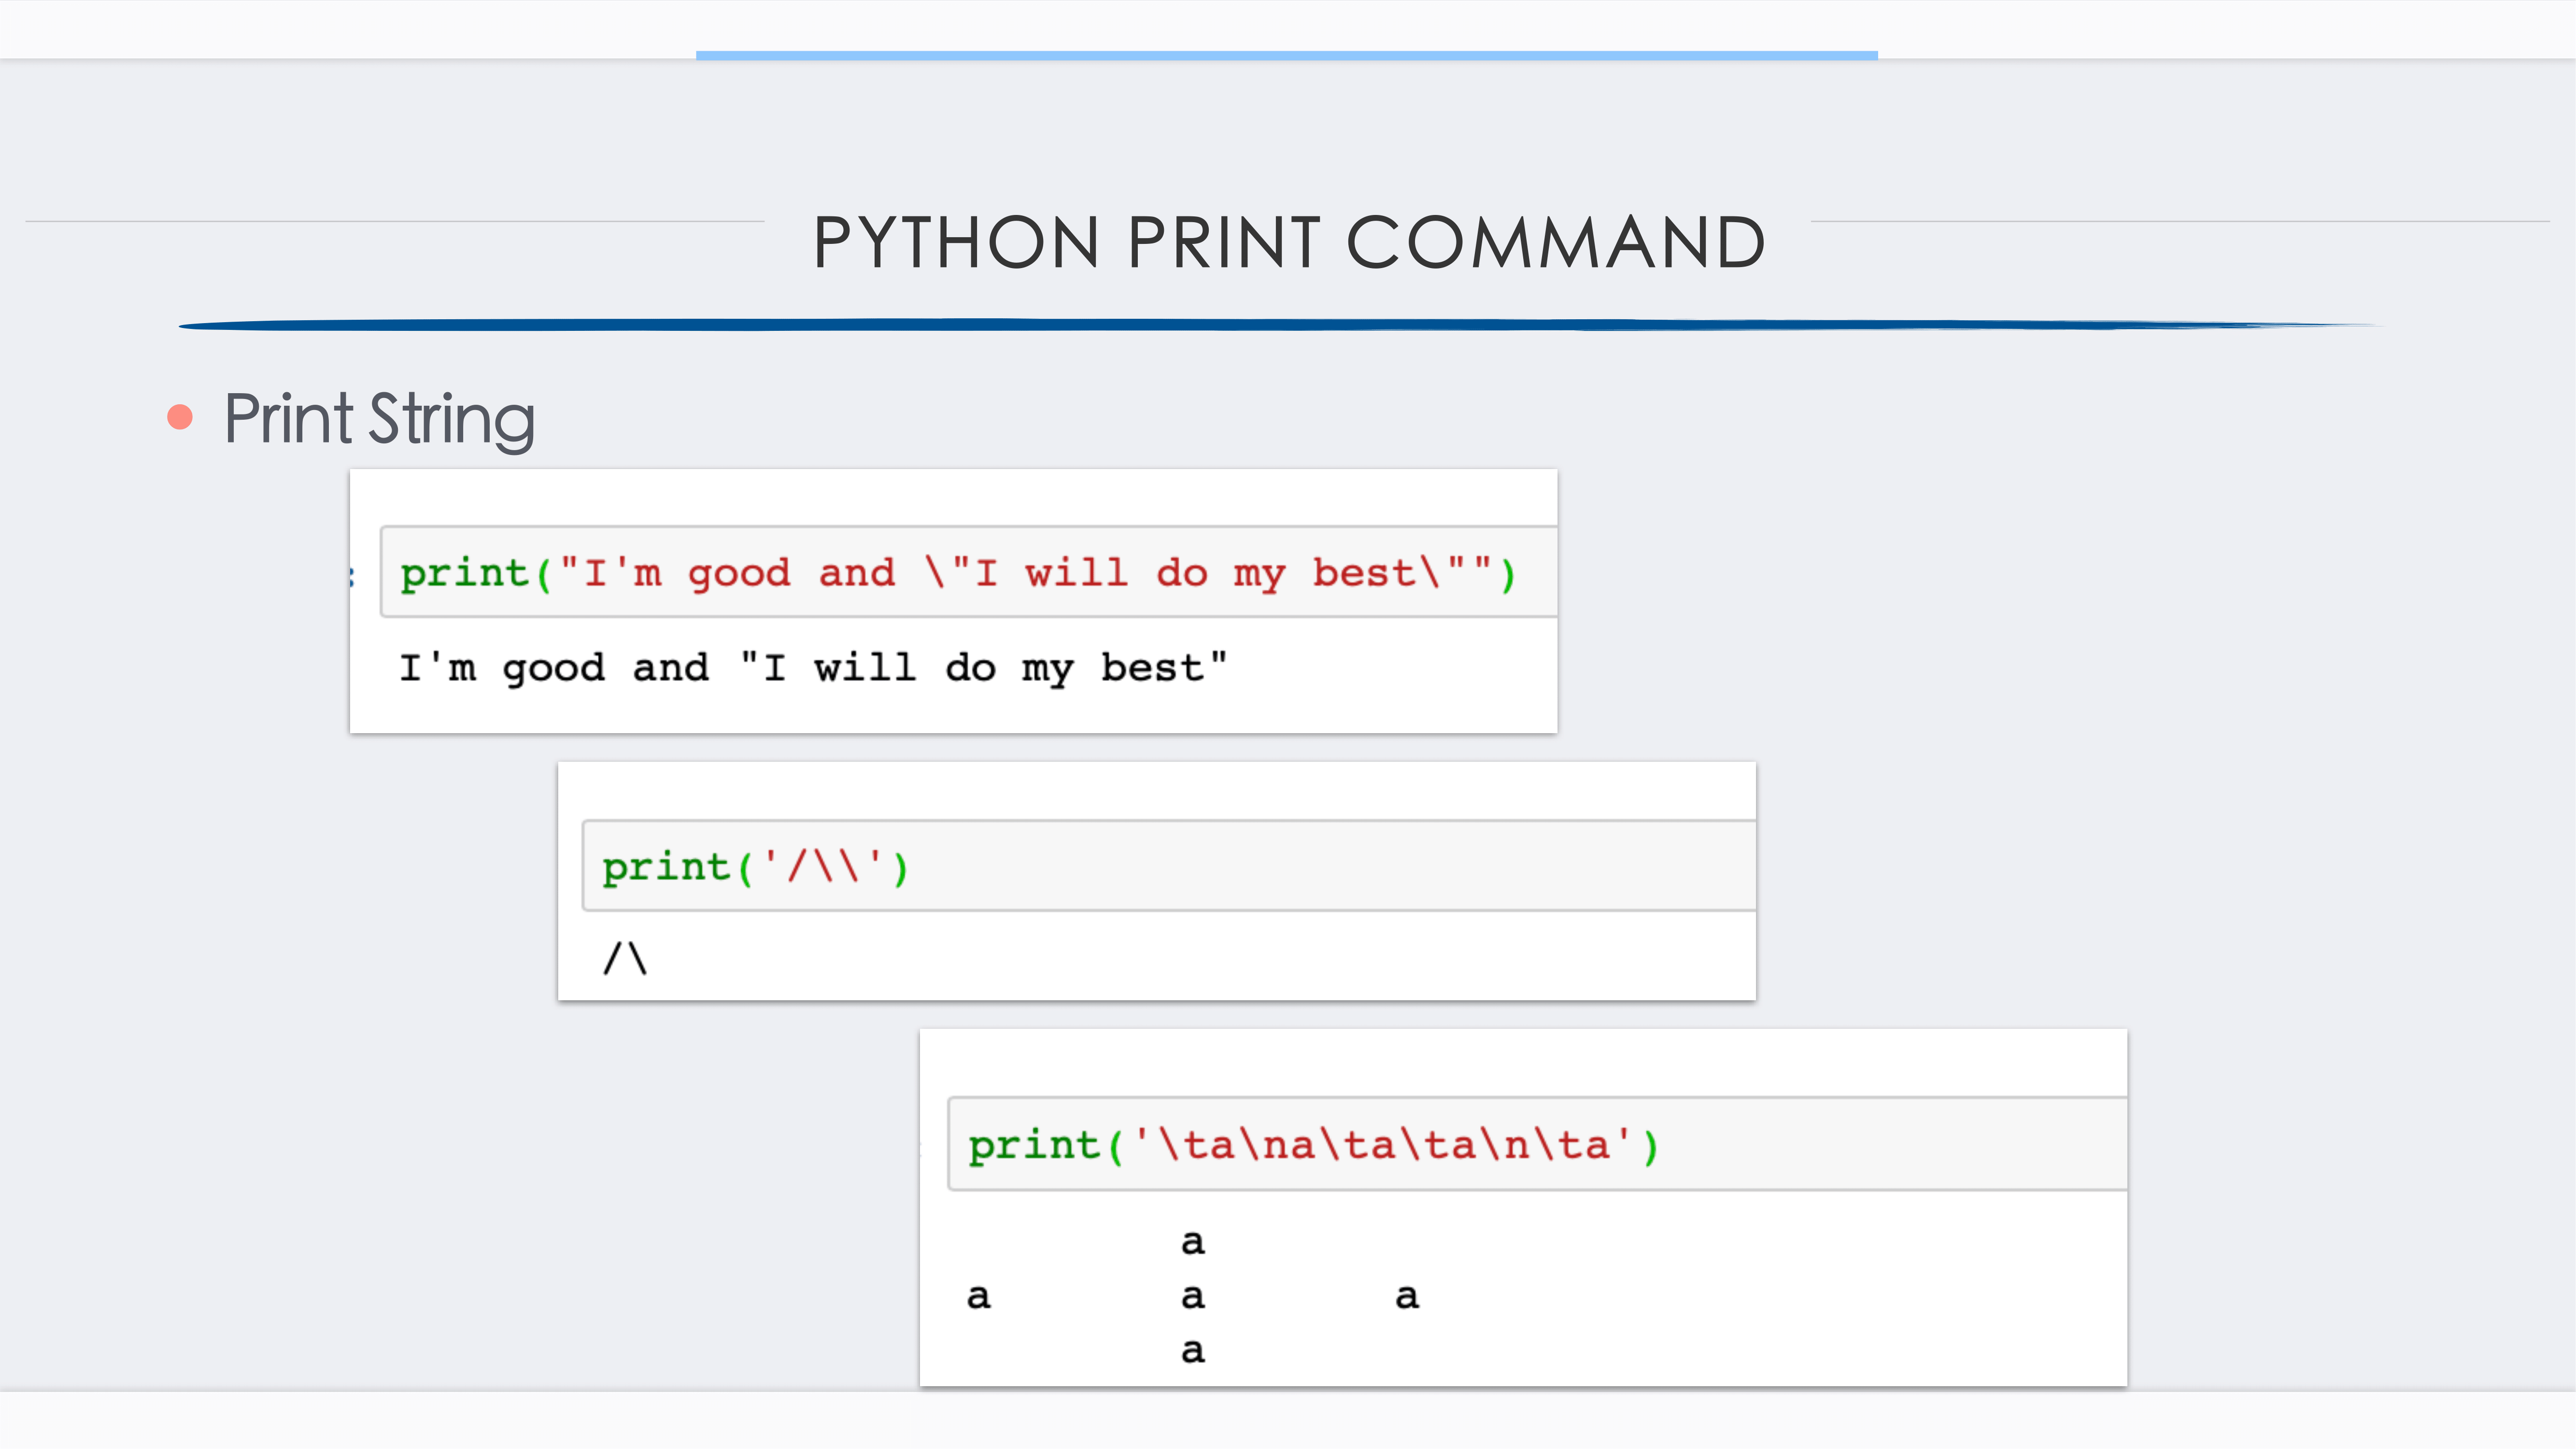 PYTHON PRINT COMMAND
Print String
print("I'm good and \"I will do my best\"")
I'm good and "I will do my best"
print('/\\')
/\
print('\ta\na\ta\ta\n\ta')
a
a a a
a